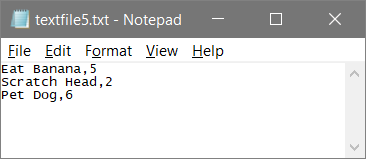 textfile5.txt - Notepad
File Edit Format View Help
Eat Banana,5
Scratch Head,2
Pet Dog,6